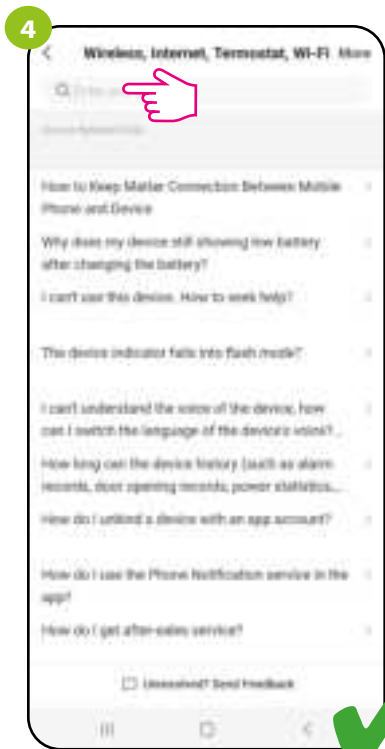 4
Wireless, Internet, Termostat, Wi-Fi More
How to Keep Matter Connection Between Mobile
Phone and Device
Why does my device still showing low battery
after changing the battery?
I can't use this device. How to seek help?
The device indicator fails into flash mode?
I can't understand the voice of the device, how
can I switch the language of the device's voice?..
How long can the device history (such as alarm
records, door opening records, power statistics,...
How do I unbind a device with an app account?
How do I use the Phone Notification service in the
app?
How do I get after-sales service?
Unresolved? Send Feedback